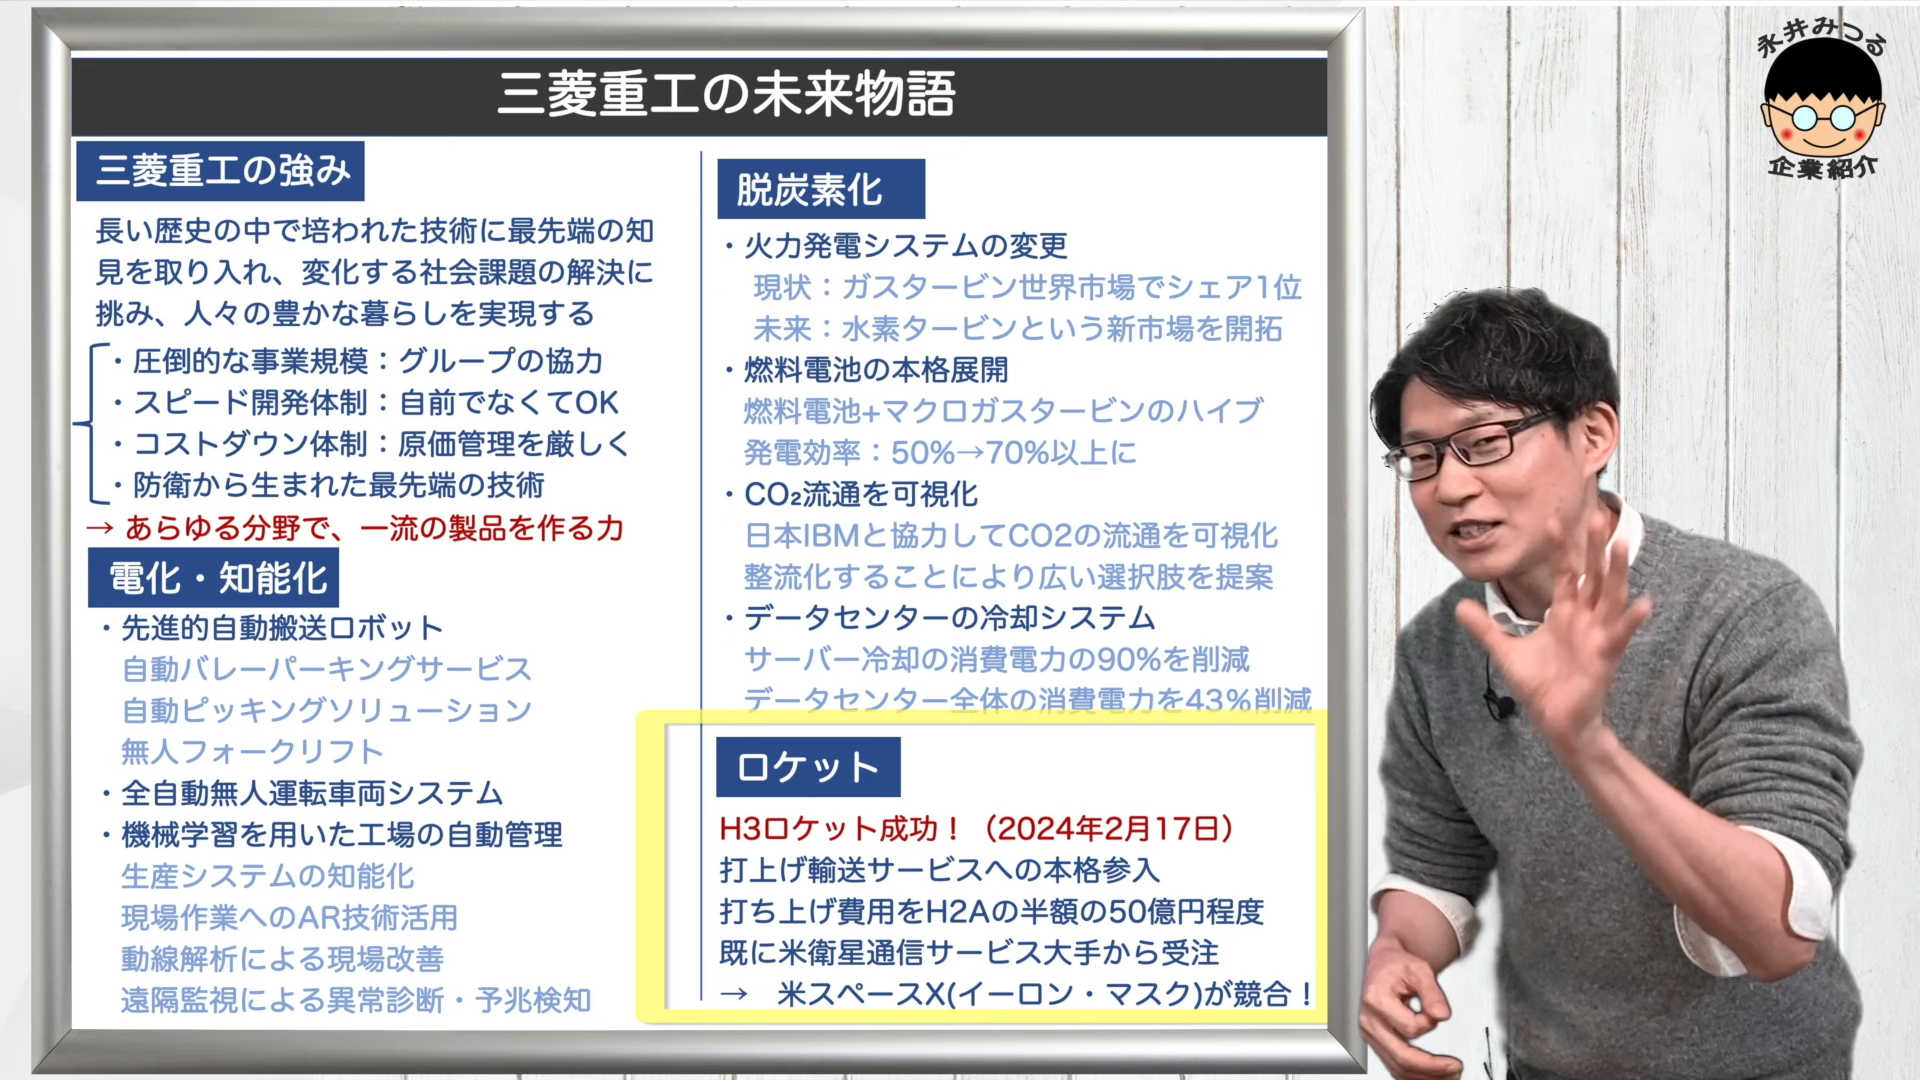 三菱重工の未来物語
三菱重工の強み
長い歴史の中で培われた技術に最先端の知
見を取り入れ、変化する社会課題の解決に
挑み、人々の豊かな暮らしを実現する
・圧倒的な事業規模：グループの協力
・スピード開発体制：自前でなくてOK
・コストダウン体制：原価管理を厳しく
・防衛から生まれた最先端の技術
→ あらゆる分野で、一流の製品を作る力
電化・知能化
・先進的自動搬送ロボット
自動バレーパーキングサービス
自動ピッキングソリューション
無人フォークリフト
・全自動無人運転車両システム
・機械学習を用いた工場の自動管理
生産システムの知能化
現場作業へのAR技術活用
動線解析による現場改善
遠隔監視による異常診断・予兆検知
脱炭素化
・火力発電システムの変更
現状：ガスタービン世界市場でシェア1位
未来：水素タービンという新市場を開拓
・燃料電池の本格展開
燃料電池+マクロガスタービンのハイブ
発電効率：50%→70%以上に
・CO₂流通を可視化
日本IBMと協力してCO2の流通を可視化
整流化することにより広い選択肢を提案
・データセンターの冷却システム
サーバー冷却の消費電力の90%を削減
データセンター全体の消費電力を43%削減
ロケット
H3ロケット成功！（2024年2月17日）
打上げ輸送サービスへの本格参入
打ち上げ費用をH2Aの半額の50億円程度
既に米衛星通信サービス大手から受注
→ 米スペースX(イーロン・マスク)が競合！
永井みつる
企業紹介